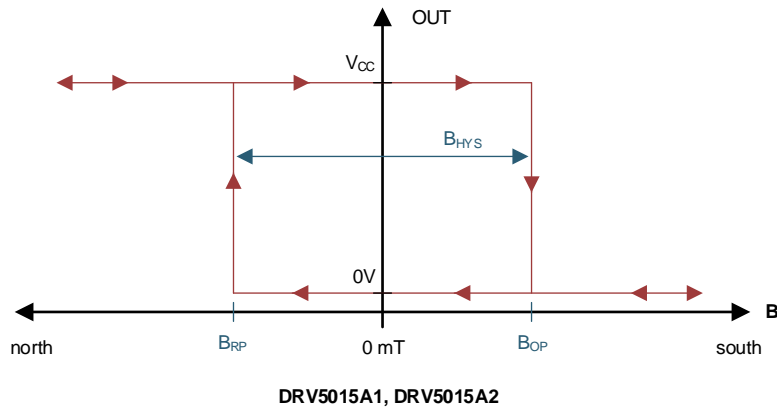 OUT
VCC
BHYS
0V
B
north
BRP
0 mT
BOP
south
DRV5015A1, DRV5015A2